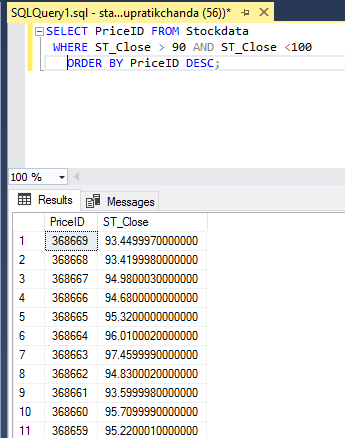 SQLQuery1.sql - sta...upratikchanda (56))*
SELECT PriceID FROM Stockdata
WHERE ST_Close > 90 AND ST_Close <100
ORDER BY PriceID DESC;
100 %
Results Messages
PriceID ST_Close
1 368669 93.4499970000000
2 368668 93.4199980000000
3 368667 94.9800030000000
4 368666 94.6800000000000
5 368665 95.3200000000000
6 368664 96.0100020000000
7 368663 97.4599990000000
8 368662 94.8300020000000
9 368661 93.5999980000000
10 368660 95.7099990000000
11 368659 95.2200010000000